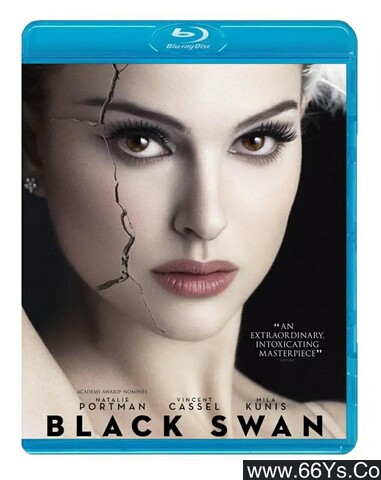 Blu-ray Disc
“AN
EXTRAORDINARY,
INTOXICATING
MASTERPIECE”
ACADEMY AWARD® NOMINEE
NATALIE VINCENT MILA
PORTMAN CASSEL KUNIS
BLACK SWAN
www.66Ys.Co